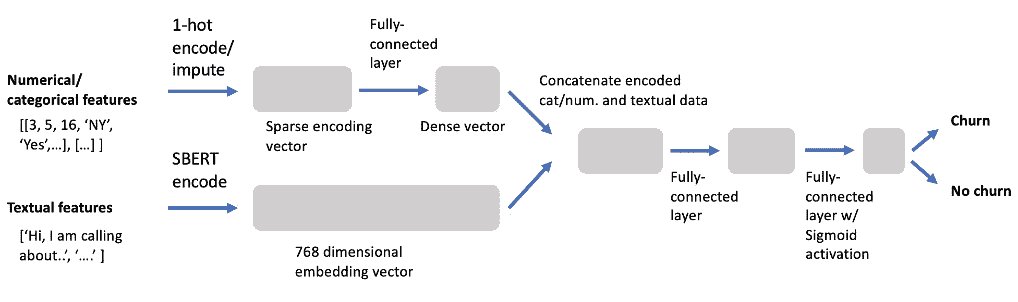 1-hot
encode/
impute
Fully-
connected
layer
Numerical/
categorical features
[[3, 5, 16, ‘NY’,
‘Yes’,…], […] ]
Sparse encoding
vector
Dense vector
Concatenate encoded
cat/num. and textual data
SBERT
encode
Textual features
[‘Hi, I am calling
about..’, ‘….’ ]
768 dimensional
embedding vector
Fully-
connected
layer
Fully-
connected
layer w/
Sigmoid
activation
Churn
No churn